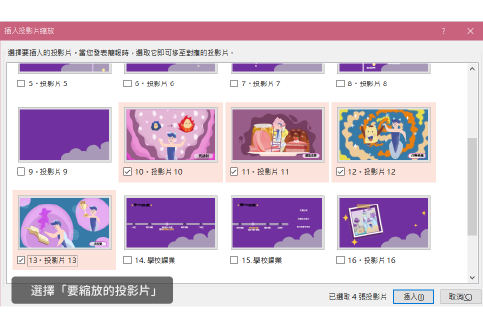 插入投影片縮放
選擇要插入的投影片。當您發表簡報時，選取它即可移至對應的投影片。
5。投影片 5
6。投影片 6
7。投影片 7
8。投影片 8
9。投影片 9
10。投影片 10
11。投影片 11
12。投影片 12
13。投影片 13
14. 學校課業
15. 學校課業
16。投影片 16
已選取 4 張投影片
插入(I)
取消(C)
選擇「要縮放的投影片」